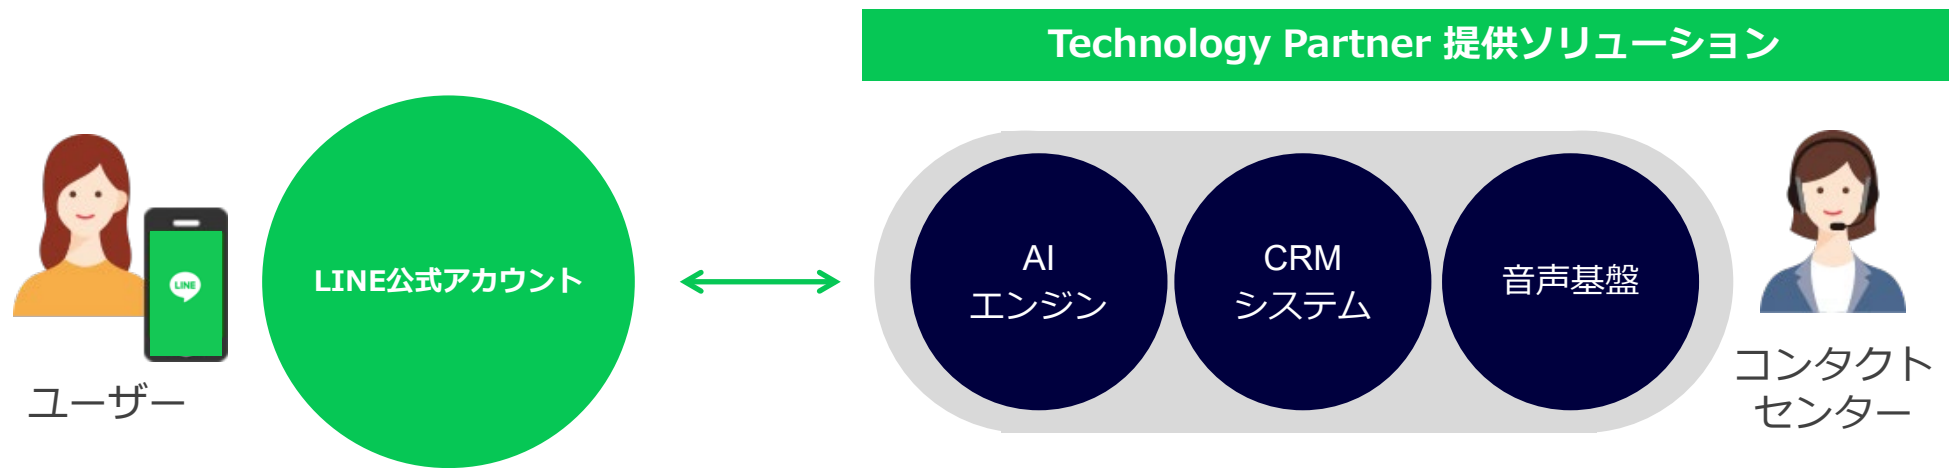 Technology Partner 提供ソリューション
LINE
ユーザー
LINE公式アカウント
AI
エンジン
CRM
システム
音声基盤
コンタクト
センター